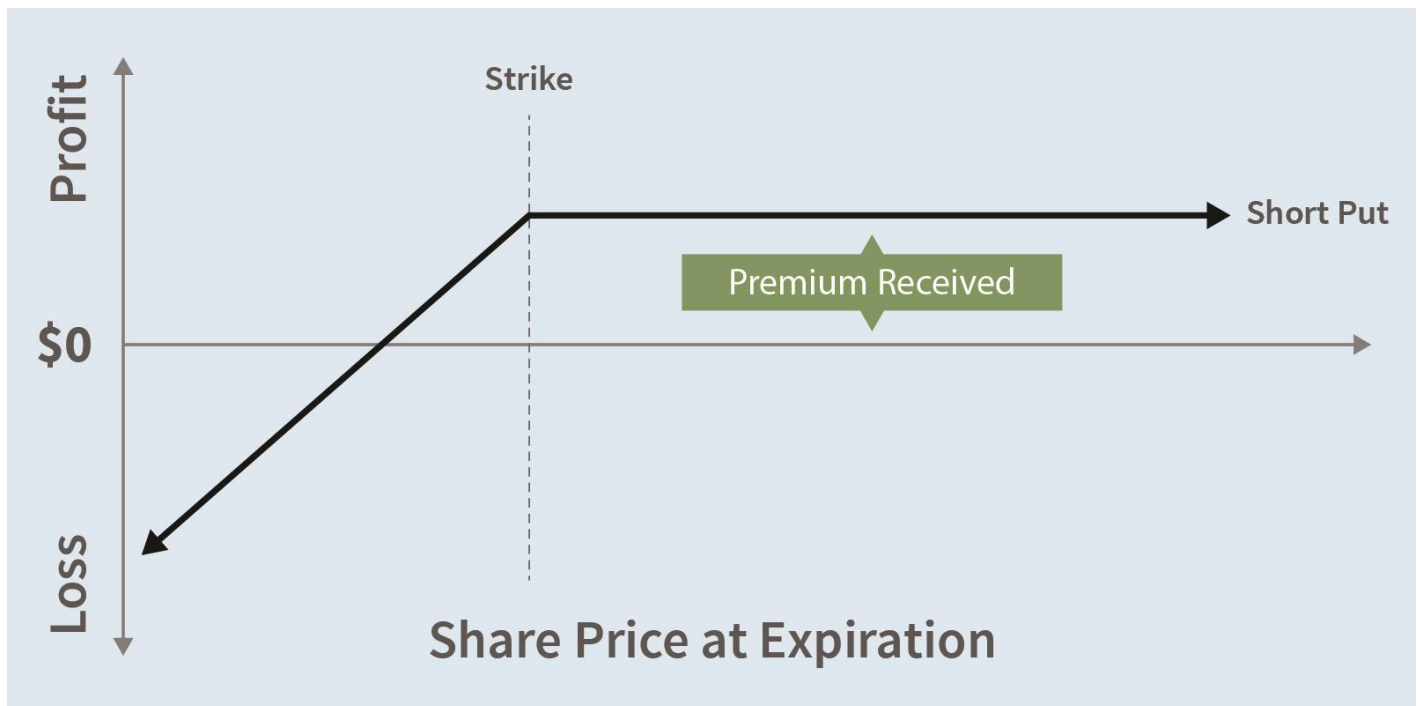 Profit
Strike
Short Put
Premium Received
$0
Loss
Share Price at Expiration